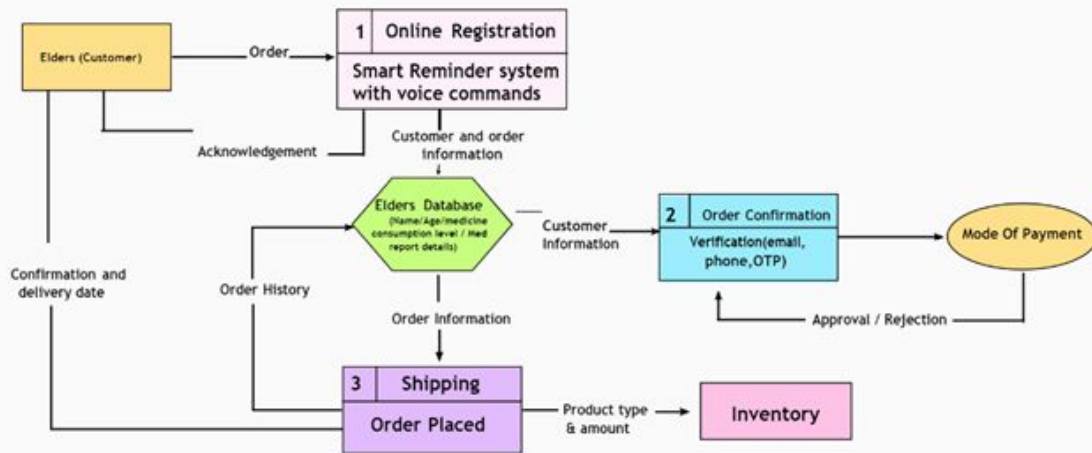 1 Online Registration
Elders (Customer)
Order
Smart Reminder system
with voice commands
Acknowledgement
Customer and order
information
Elders Database
(Name/Age/medicine
consumption level / Med
report details)
Customer
Information
2 Order Confirmation
Verification(email,
phone,OTP)
Mode Of Payment
Confirmation and
delivery date
Order History
Order Information
Approval / Rejection
3 Shipping
Order Placed
Product type
& amount
Inventory